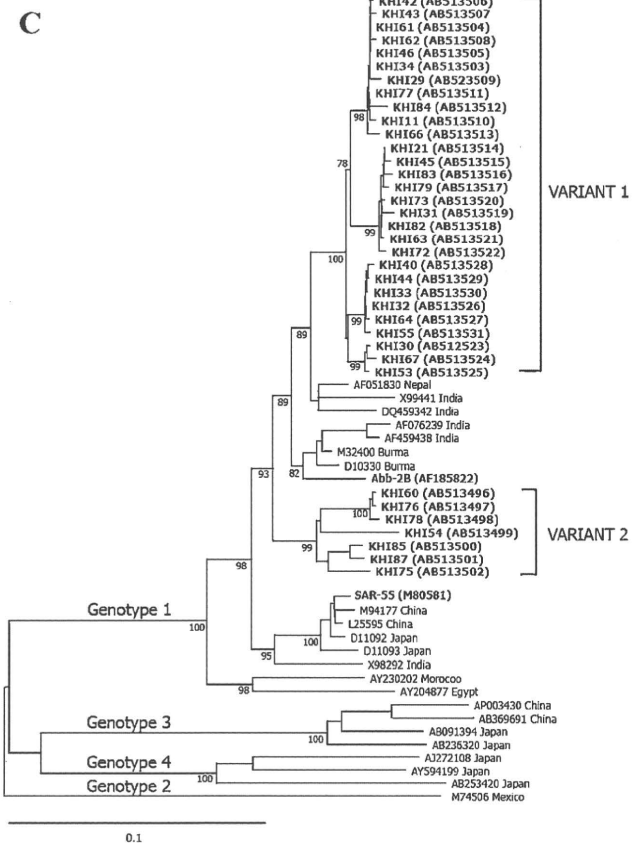 C
KHI42 (AB513506)
KHI43 (AB513507
KHI61 (AB513504)
KHI62 (AB513508)
KHI46 (AB513505)
KHI34 (AB513503)
KHI29 (AB523509)
KHI77 (AB513511)
KHI84 (AB513512)
98
KHI11 (AB513510)
KHI66 (AB513513)
KHI21 (AB513514)
78
KHI45 (AB513515)
KHI83 (AB513516)
KHI79 (AB513517)
VARIANT 1
KHI73 (AB513520)
KHI31 (AB513519)
KHI82 (AB513518)
99
KHI63 (AB513521)
KHI72 (AB513522)
100
KHI40 (AB513528)
KHI44 (AB513529)
KHI33 (AB513530)
KHI32 (AB513526)
99
KHI64 (AB513527)
89
KHI55 (AB513531)
KHI30 (AB512523)
99
KHI67 (AB513524)
KHI53 (AB513525)
AF051830 Nepal
89
X99441 India
DQ459342 India
AF076239 India
AF459438 India
M32400 Burma
93
82
D10330 Burma
Abb-2B (AF185822)
KHI60 (AB513496)
KHI76 (AB513497)
100
KHI78 (AB513498)
KHI54 (AB513499)
VARIANT 2
99
KHI85 (AB513500)
KHI87 (AB513501)
98
KHI75 (AB513502)
SAR-55 (M80581)
Genotype 1
M94177 China
100
L25595 China
100
D11092 Japan
95
D11093 Japan
X98292 India
AY230202 Morocoo
98
AY204877 Egypt
AP003430 China
Genotype 3
AB369691 China
100
AB091394 Japan
AB236320 Japan
Genotype 4
AJ272108 Japan
100
AY594199 Japan
Genotype 2
AB253420 Japan
M74506 Mexico
0.1